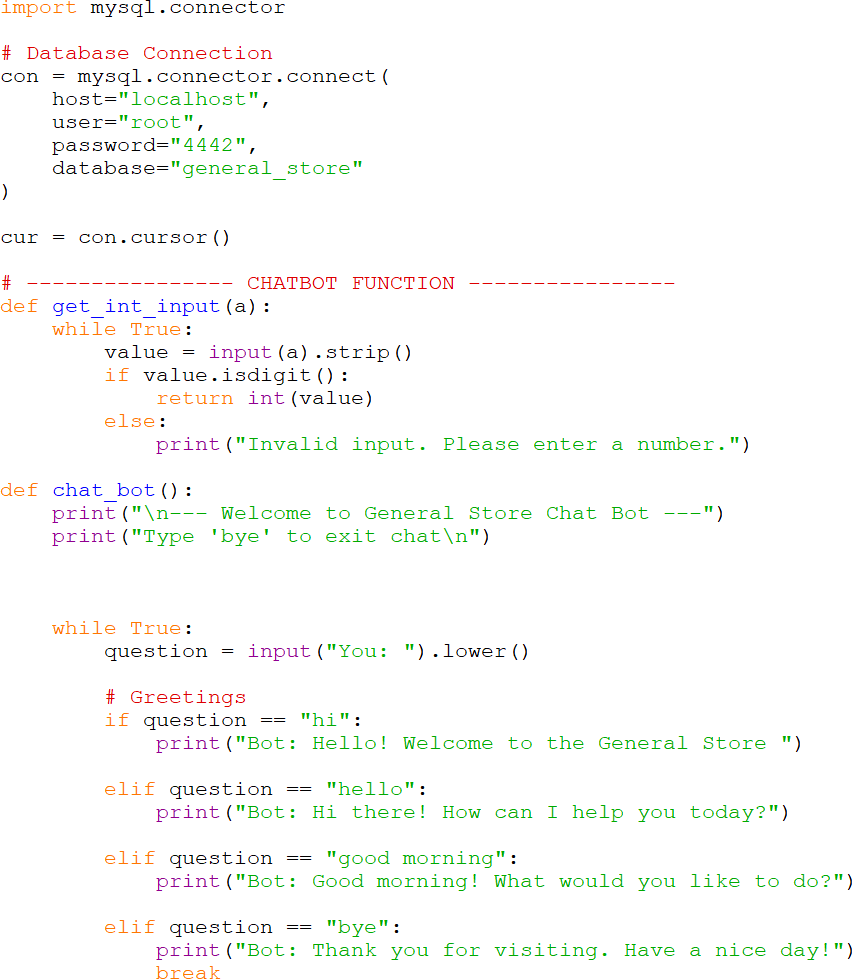 import mysql.connector

# Database Connection
con = mysql.connector.connect(
    host="localhost",
    user="root",
    password="4442",
    database="general_store"
)

cur = con.cursor()

# ---------------- CHATBOT FUNCTION ----------------
def get_int_input(a):
    while True:
        value = input(a).strip()
        if value.isdigit():
            return int(value)
        else:
            print("Invalid input. Please enter a number.")

def chat_bot():
    print("\n--- Welcome to General Store Chat Bot ---")
    print("Type 'bye' to exit chat\n")

    while True:
        question = input("You: ").lower()

        # Greetings
        if question == "hi":
            print("Bot: Hello! Welcome to the General Store ")

        elif question == "hello":
            print("Bot: Hi there! How can I help you today?")

        elif question == "good morning":
            print("Bot: Good morning! What would you like to do?")

        elif question == "bye":
            print("Bot: Thank you for visiting. Have a nice day!")
            break